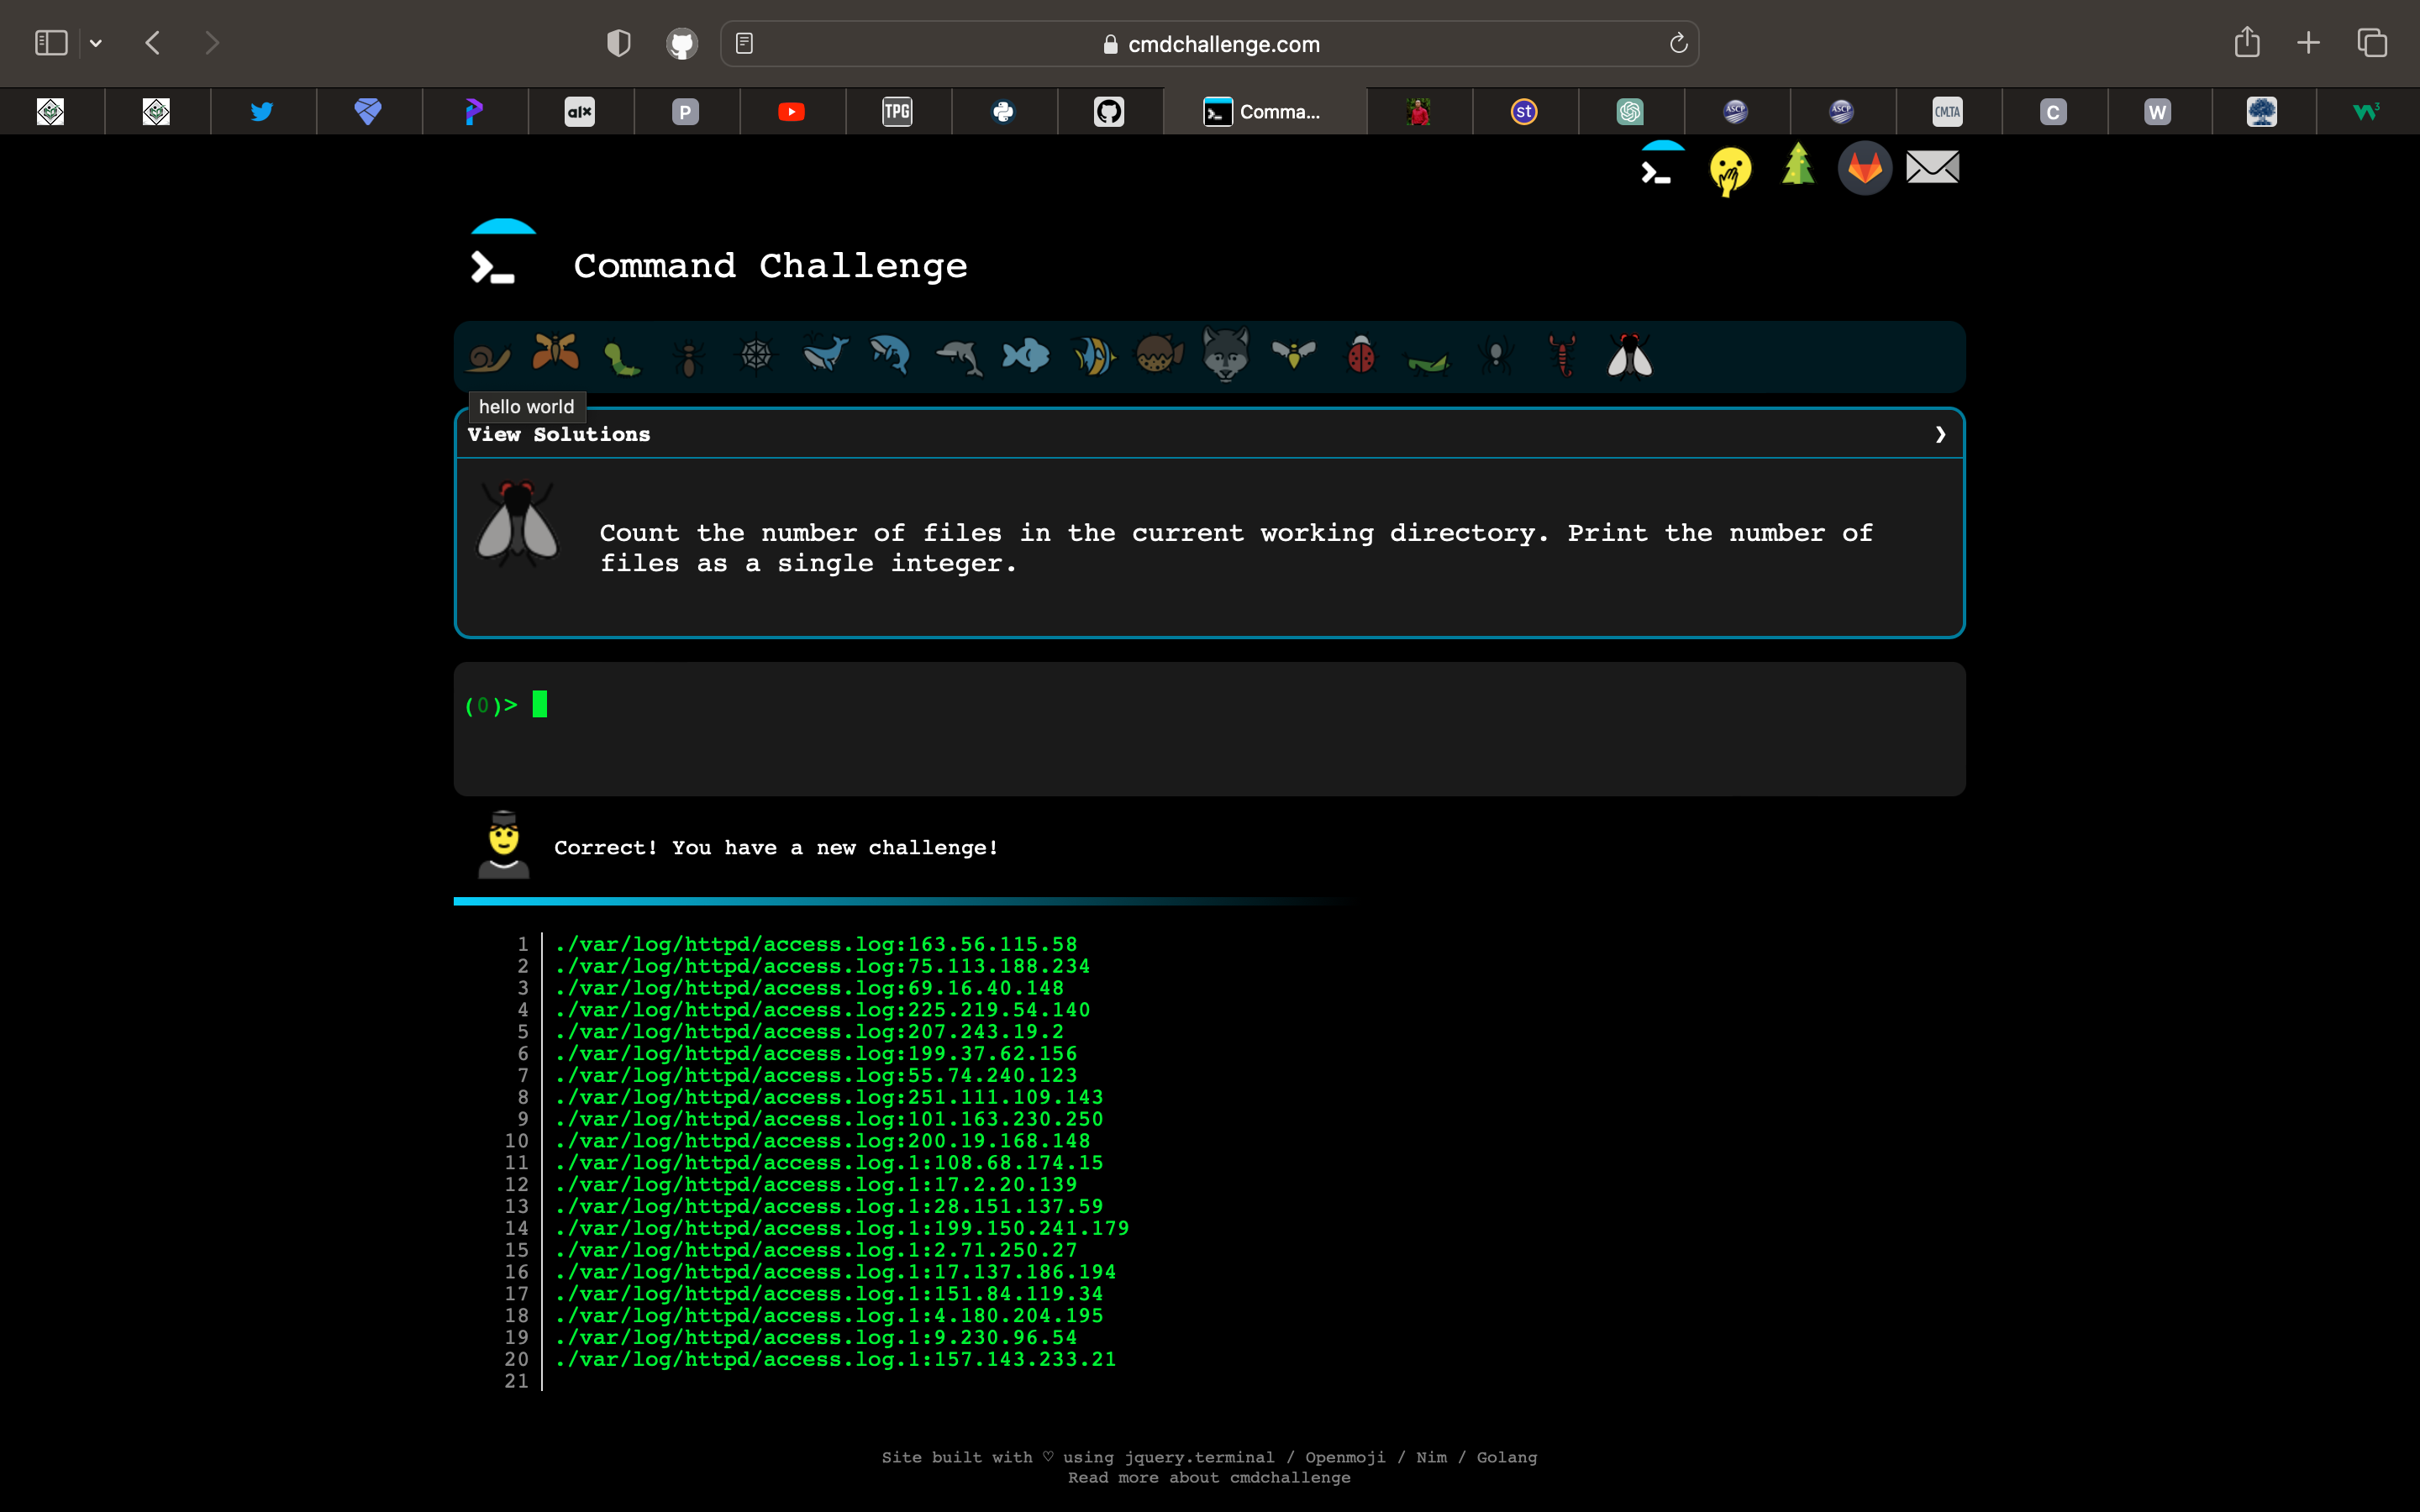 cmdchallenge.com
alx
P
TPG
Comma...
st
ASCP
ASCP
CMLTA
C
W
W3
Command Challenge
hello world
View Solutions
Count the number of files in the current working directory. Print the number of
files as a single integer.
(0)>
Correct! You have a new challenge!
1 ./var/log/httpd/access.log:163.56.115.58
2 ./var/log/httpd/access.log:75.113.188.234
3 ./var/log/httpd/access.log:69.16.40.148
4 ./var/log/httpd/access.log:225.219.54.140
5 ./var/log/httpd/access.log:207.243.19.2
6 ./var/log/httpd/access.log:199.37.62.156
7 ./var/log/httpd/access.log:55.74.240.123
8 ./var/log/httpd/access.log:251.111.109.143
9 ./var/log/httpd/access.log:101.163.230.250
10 ./var/log/httpd/access.log:200.19.168.148
11 ./var/log/httpd/access.log.1:108.68.174.15
12 ./var/log/httpd/access.log.1:17.2.20.139
13 ./var/log/httpd/access.log.1:28.151.137.59
14 ./var/log/httpd/access.log.1:199.150.241.179
15 ./var/log/httpd/access.log.1:2.71.250.27
16 ./var/log/httpd/access.log.1:17.137.186.194
17 ./var/log/httpd/access.log.1:151.84.119.34
18 ./var/log/httpd/access.log.1:4.180.204.195
19 ./var/log/httpd/access.log.1:9.230.96.54
20 ./var/log/httpd/access.log.1:157.143.233.21
21
Site built with ♡ using jquery.terminal / Openmoji / Nim / Golang
Read more about cmdchallenge